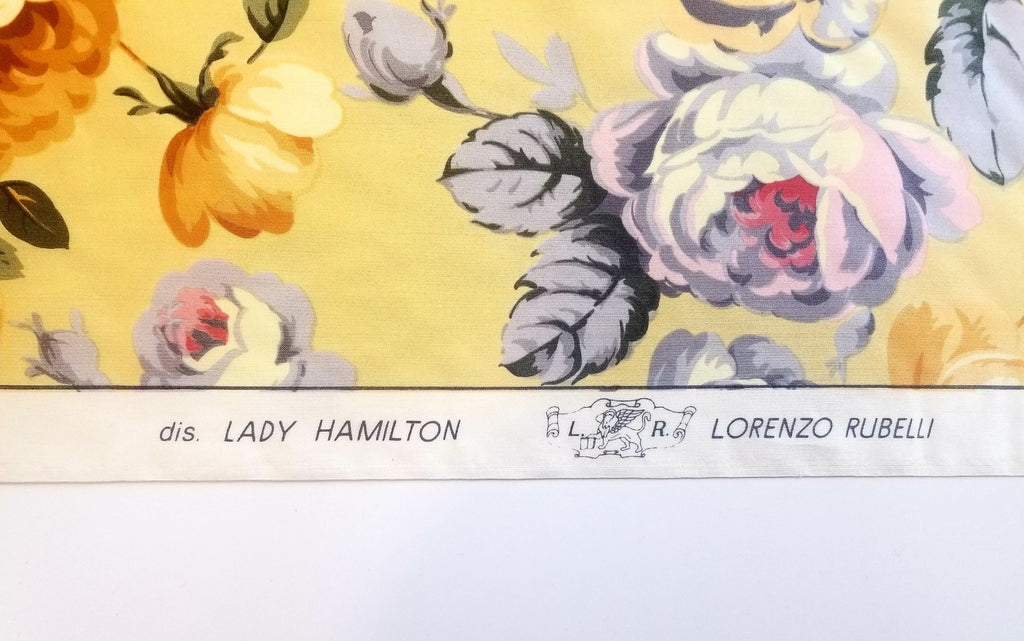 dis. LADY HAMILTON L. R. LORENZO RUBELLI